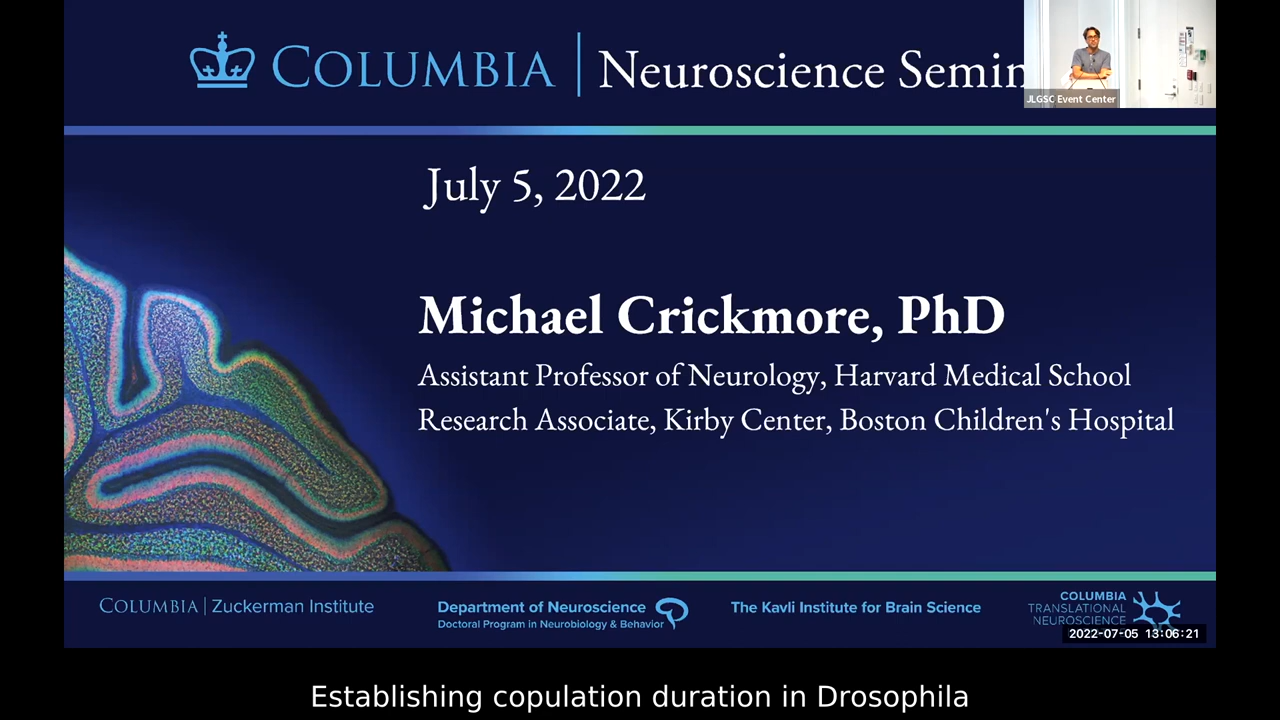 COLUMBIA | Neuroscience Semin
JLGSC Event Center
July 5, 2022
Michael Crickmore, PhD
Assistant Professor of Neurology, Harvard Medical School
Research Associate, Kirby Center, Boston Children's Hospital
COLUMBIA | Zuckerman Institute
Department of Neuroscience
Doctoral Program in Neurobiology & Behavior
The Kavli Institute for Brain Science
COLUMBIA
TRANSLATIONAL
NEUROSCIENCE
2022-07-05 13:06:21
Establishing copulation duration in Drosophila